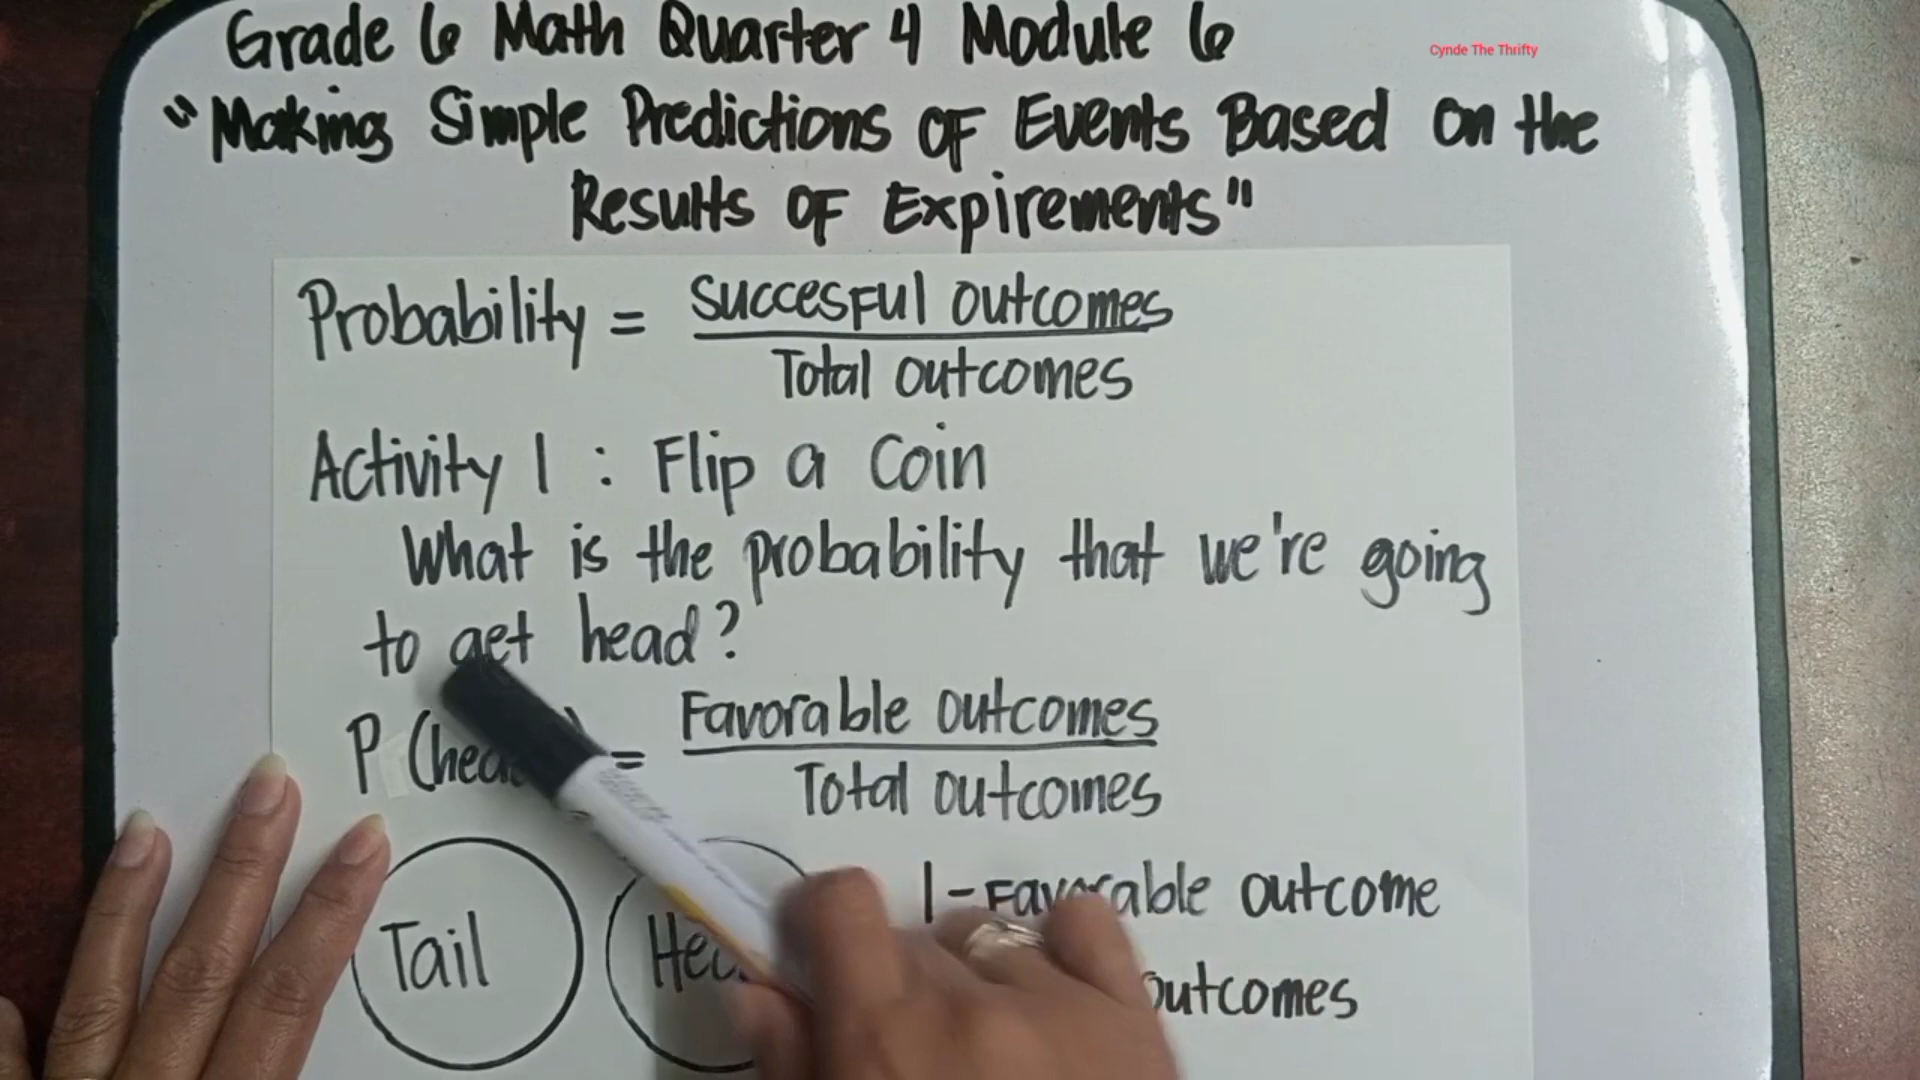 Grade 6 Math Quarter 4 Module 6
Cynde The Thrifty
"Making Simple Predictions OF Events Based on the
Results OF Expirements"
Probability = Succesful outcomes
Total outcomes
Activity 1 : Flip a Coin
What is the probability that we're going
to get head?
P = Favorable outcomes
Total outcomes
Tail
1 - Favorable outcome
outcomes